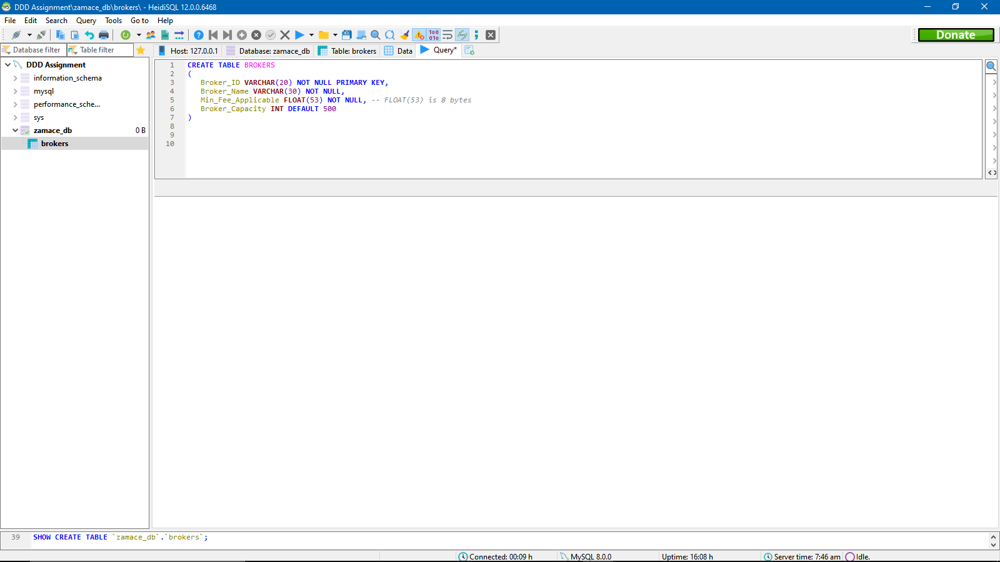 HS DDD Assignment\zamace_db\brokers\ - HeidiSQL 12.0.0.6468
File Edit Search Query Tools Go to Help
Donate
Database filter Table filter Host: 127.0.0.1 Database: zamace_db Table: brokers Data Query*
DDD Assignment
information_schema
mysql
performance_sche...
sys
zamace_db 0 B
brokers
1 CREATE TABLE BROKERS
2 (
3 Broker_ID VARCHAR(20) NOT NULL PRIMARY KEY,
4 Broker_Name VARCHAR(30) NOT NULL,
5 Min_Fee_Applicable FLOAT(53) NOT NULL, -- FLOAT(53) is 8 bytes
6 Broker_Capacity INT DEFAULT 500
7 )
8
9
10
39 SHOW CREATE TABLE `zamace_db`.`brokers`;
Connected: 00:09 h MySQL 8.0.0 Uptime: 16:08 h Server time: 7:46 am Idle.